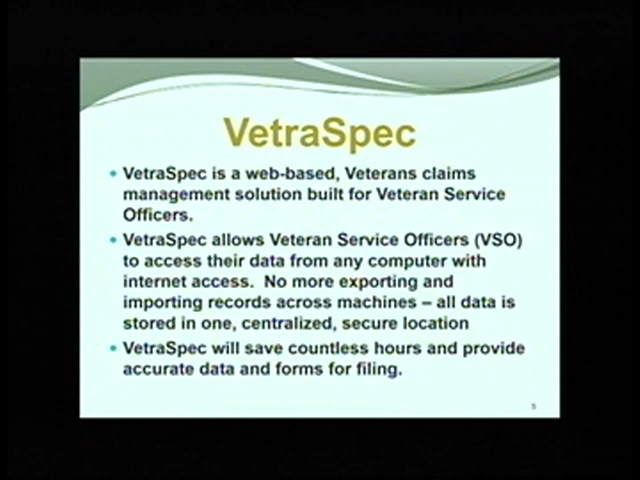 VetraSpec
• VetraSpec is a web-based, Veterans claims
management solution built for Veteran Service
Officers.
• VetraSpec allows Veteran Service Officers (VSO)
to access their data from any computer with
internet access.  No more exporting and
importing records across machines – all data is
stored in one, centralized, secure location
• VetraSpec will save countless hours and provide
accurate data and forms for filing.
5